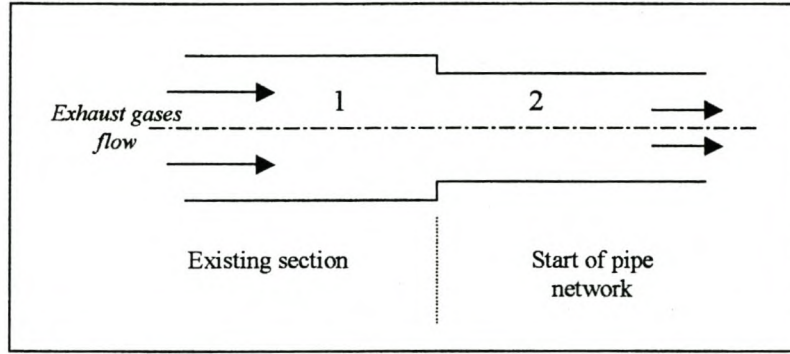 1
2
Exhaust gases
flow
Existing section
Start of pipe
network